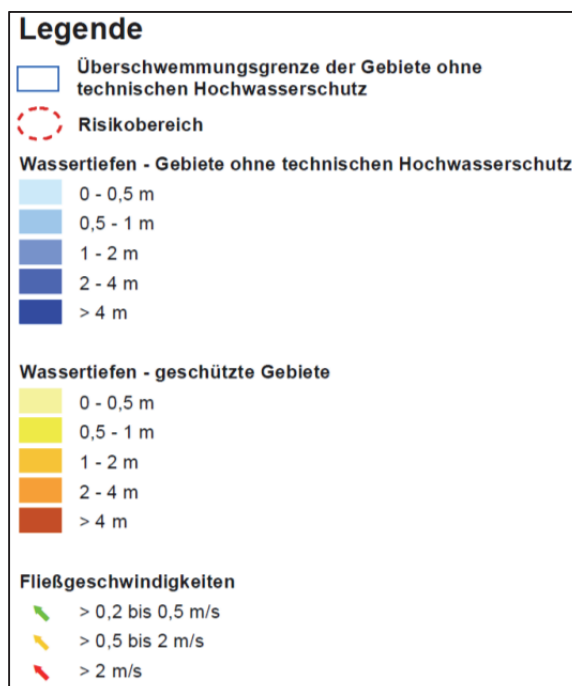 Legende
Überschwemmungsgrenze der Gebiete ohne
technischen Hochwasserschutz
Risikobereich
Wassertiefen - Gebiete ohne technischen Hochwasserschutz
0 - 0,5 m
0,5 - 1 m
1 - 2 m
2 - 4 m
> 4 m
Wassertiefen - geschützte Gebiete
0 - 0,5 m
0,5 - 1 m
1 - 2 m
2 - 4 m
> 4 m
Fließgeschwindigkeiten
> 0,2 bis 0,5 m/s
> 0,5 bis 2 m/s
> 2 m/s